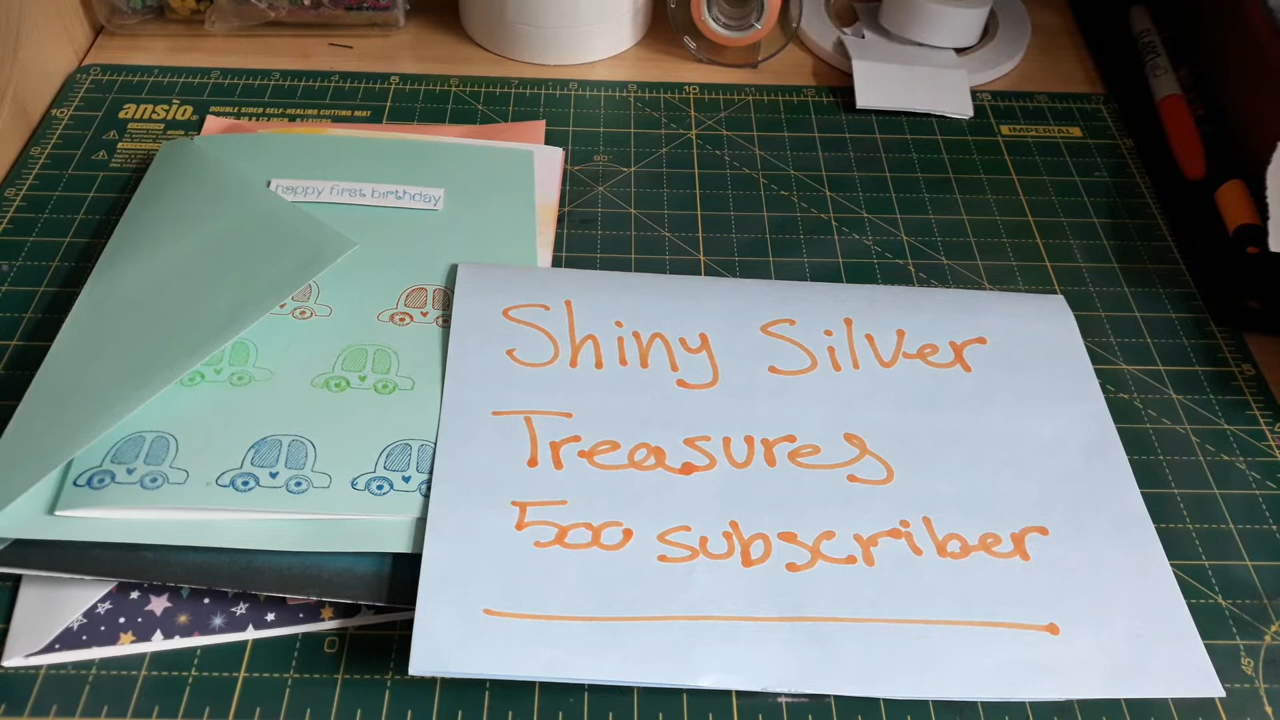 ansio
DOUBLE SIDED SELF-HEALING CUTTING MAT
IMPERIAL
happy first birthday
Shiny Silver
Treasures
500 subscriber